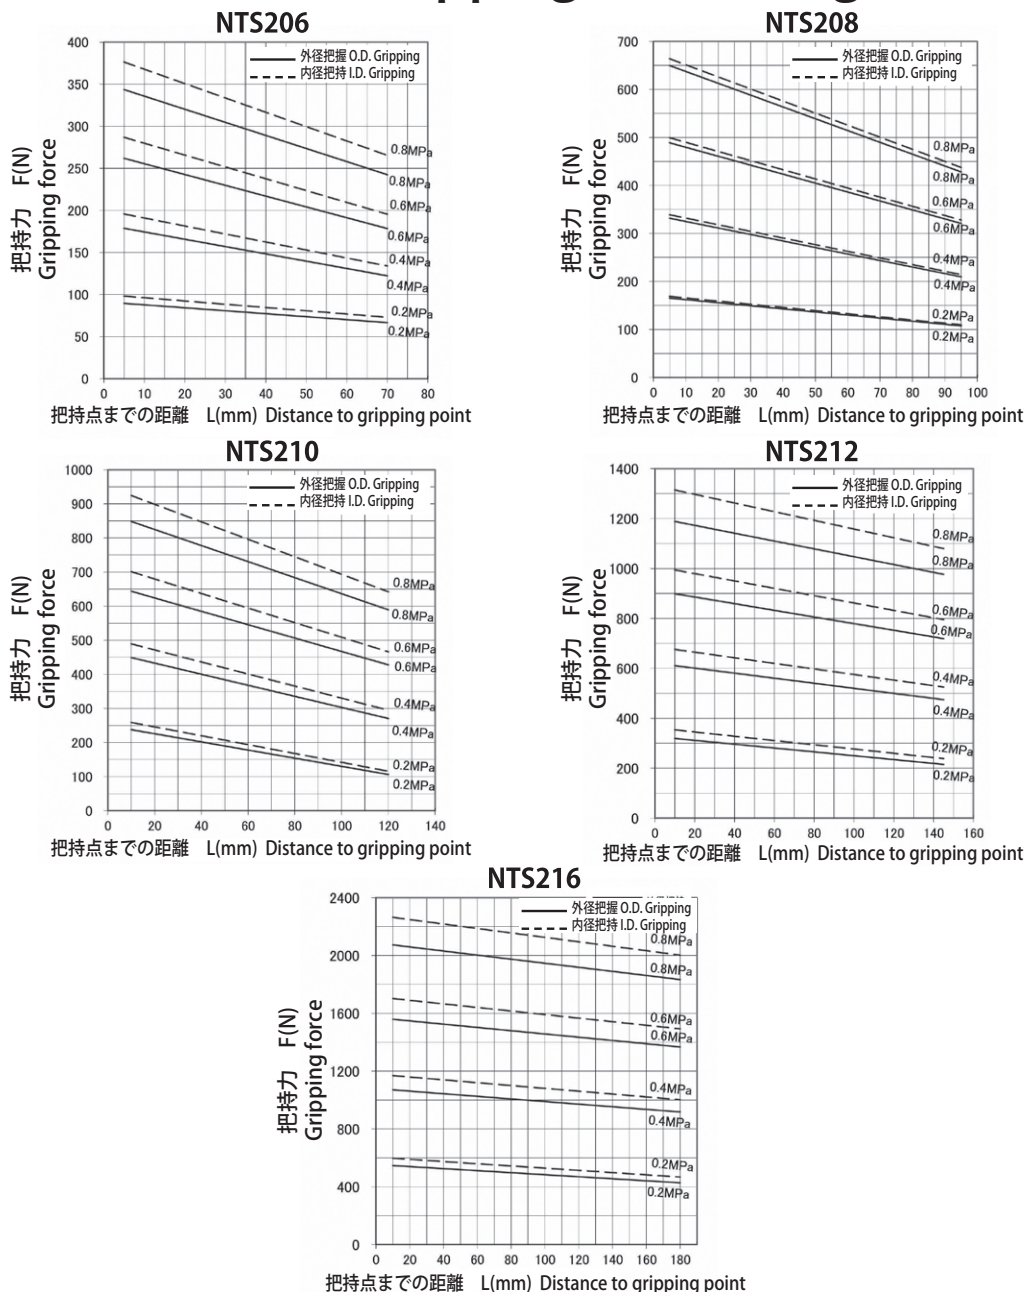 NTS206
400
350
300
250
200
150
100
50
0
0 10 20 30 40 50 60 70 80
把持力 F(N)
Gripping force
外径把握 O.D. Gripping
内径把持 I.D. Gripping
0.8MPa
0.8MPa
0.6MPa
0.6MPa
0.4MPa
0.4MPa
0.2MPa
0.2MPa
把持点までの距離 L(mm) Distance to gripping point
NTS208
700
600
500
400
300
200
100
0
0 10 20 30 40 50 60 70 80 90 100
把持力 F(N)
Gripping force
外径把握 O.D. Gripping
内径把持 I.D. Gripping
0.8MPa
0.8MPa
0.6MPa
0.6MPa
0.4MPa
0.4MPa
0.2MPa
0.2MPa
把持点までの距離 L(mm) Distance to gripping point
NTS210
1000
900
800
700
600
500
400
300
200
100
0
0 20 40 60 80 100 120 140
把持力 F(N)
Gripping force
外径把握 O.D. Gripping
内径把持 I.D. Gripping
0.8MPa
0.8MPa
0.6MPa
0.6MPa
0.4MPa
0.4MPa
0.2MPa
0.2MPa
把持点までの距離 L(mm) Distance to gripping point
NTS212
1400
1200
1000
800
600
400
200
0
0 20 40 60 80 100 120 140 160
把持力 F(N)
Gripping force
外径把握 O.D. Gripping
内径把持 I.D. Gripping
0.8MPa
0.8MPa
0.6MPa
0.6MPa
0.4MPa
0.4MPa
0.2MPa
0.2MPa
把持点までの距離 L(mm) Distance to gripping point
NTS216
2400
2000
1600
1200
800
400
0
0 20 40 60 80 100 120 140 160 180
把持力 F(N)
Gripping force
外径把握 O.D. Gripping
内径把持 I.D. Gripping
0.8MPa
0.8MPa
0.6MPa
0.6MPa
0.4MPa
0.4MPa
0.2MPa
0.2MPa
把持点までの距離 L(mm) Distance to gripping point